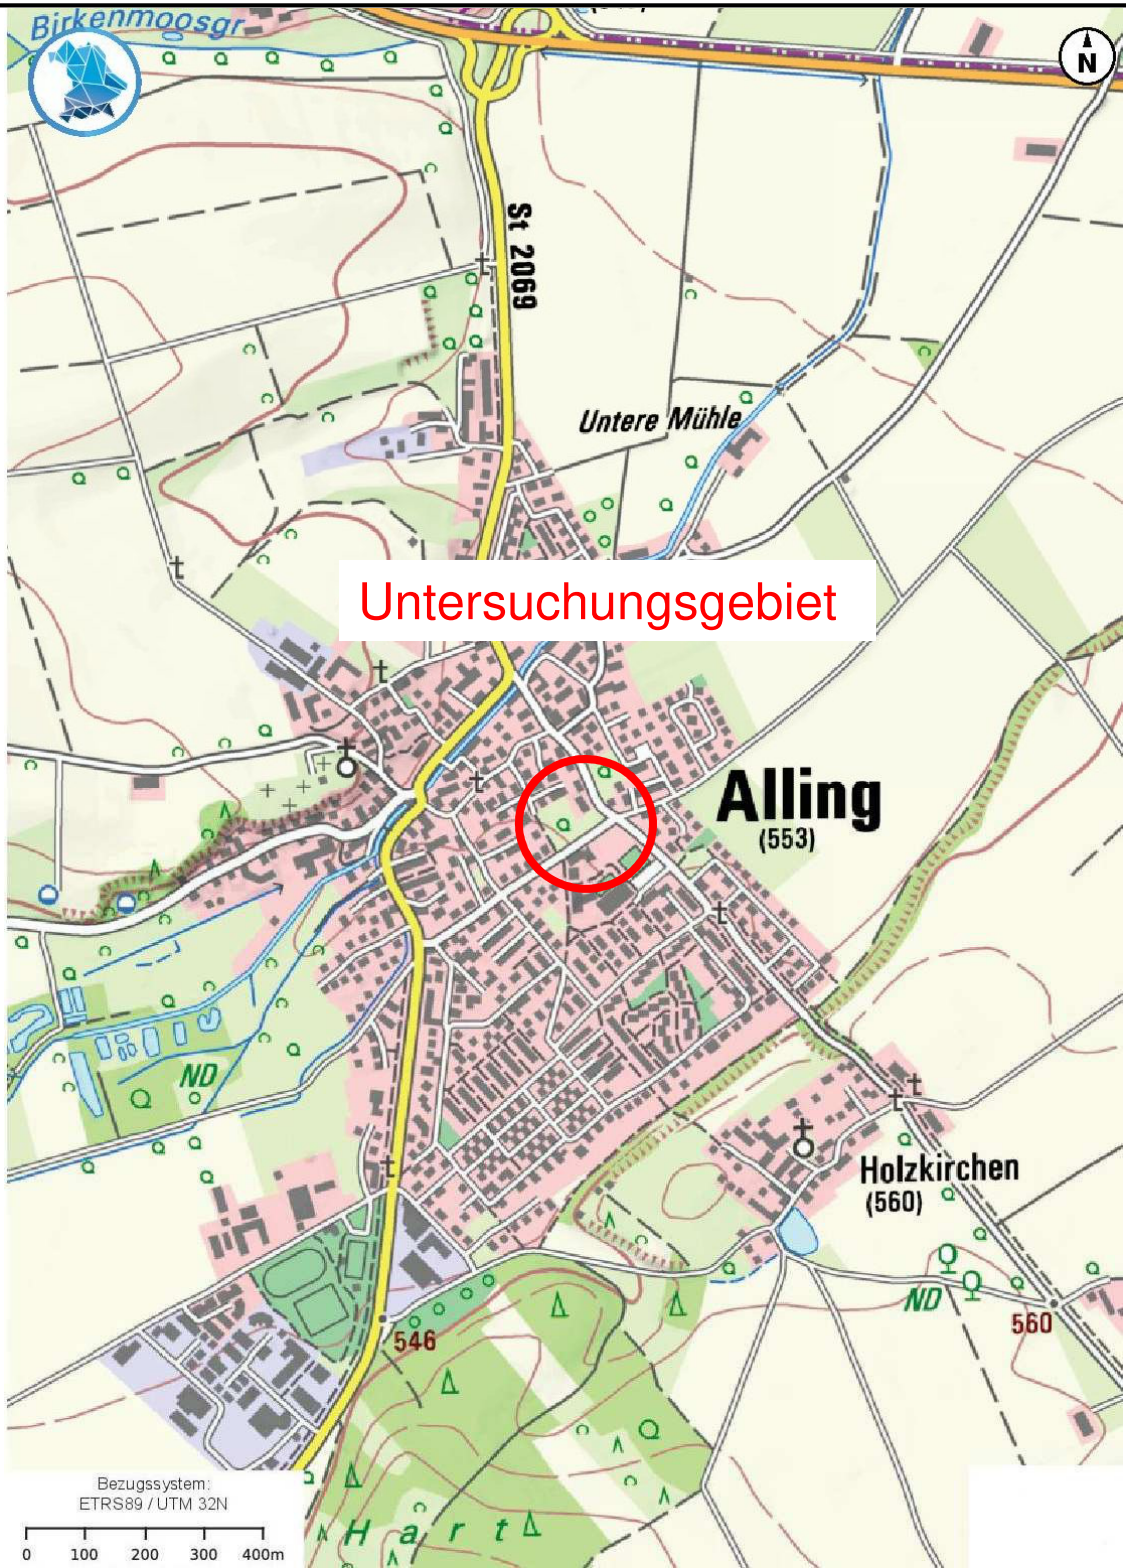 Birkenmoosgr
N
St 2069
Untere Mühle
Untersuchungsgebiet
Alling
(553)
ND
Holzkirchen
(560)
ND
560
546
Bezugssystem:
ETRS89 / UTM 32N
0 100 200 300 400m
Hart